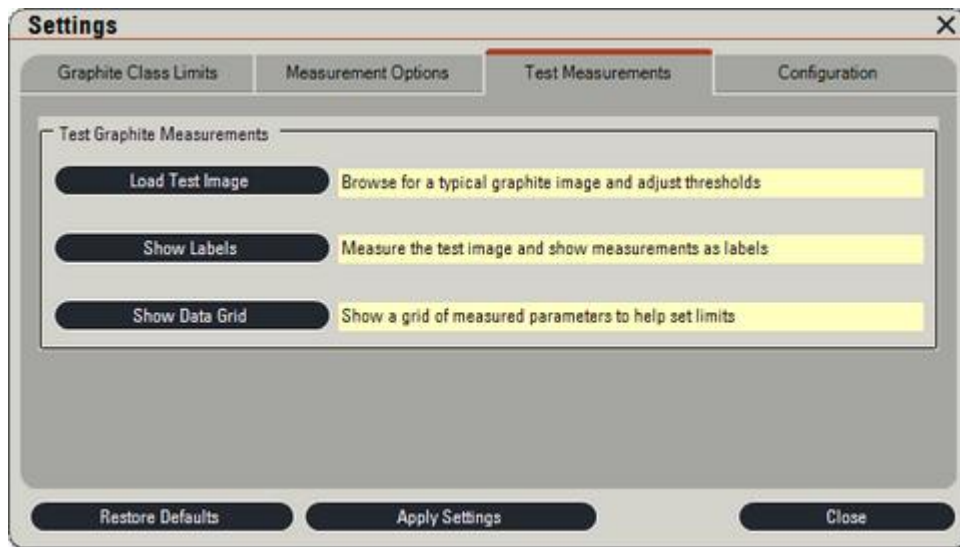 Settings
Graphite Class Limits Measurement Options Test Measurements Configuration
Test Graphite Measurements
Load Test Image Browse for a typical graphite image and adjust thresholds
Show Labels Measure the test image and show measurements as labels
Show Data Grid Show a grid of measured parameters to help set limits
Restore Defaults Apply Settings Close